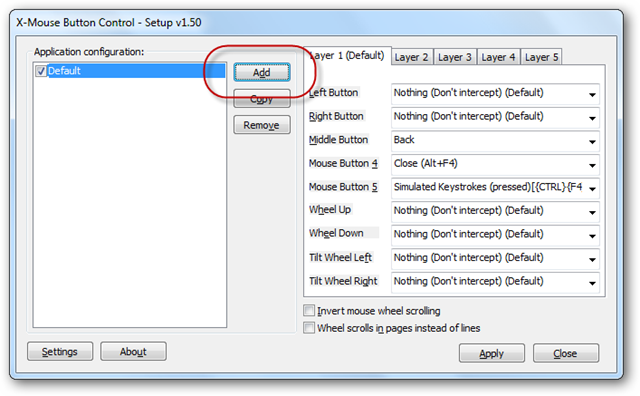 X-Mouse Button Control - Setup v1.50
Application configuration:
Default
Add
Copy
Remove
Layer 1 (Default)
Layer 2
Layer 3
Layer 4
Layer 5
Left Button
Nothing (Don't intercept) (Default)
Right Button
Nothing (Don't intercept) (Default)
Middle Button
Back
Mouse Button 4
Close (Alt+F4)
Mouse Button 5
Simulated Keystrokes (pressed)[{CTRL}{F4
Wheel Up
Nothing (Don't intercept) (Default)
Wheel Down
Nothing (Don't intercept) (Default)
Tilt Wheel Left
Nothing (Don't intercept) (Default)
Tilt Wheel Right
Nothing (Don't intercept) (Default)
Invert mouse wheel scrolling
Wheel scrolls in pages instead of lines
Settings
About
Apply
Close